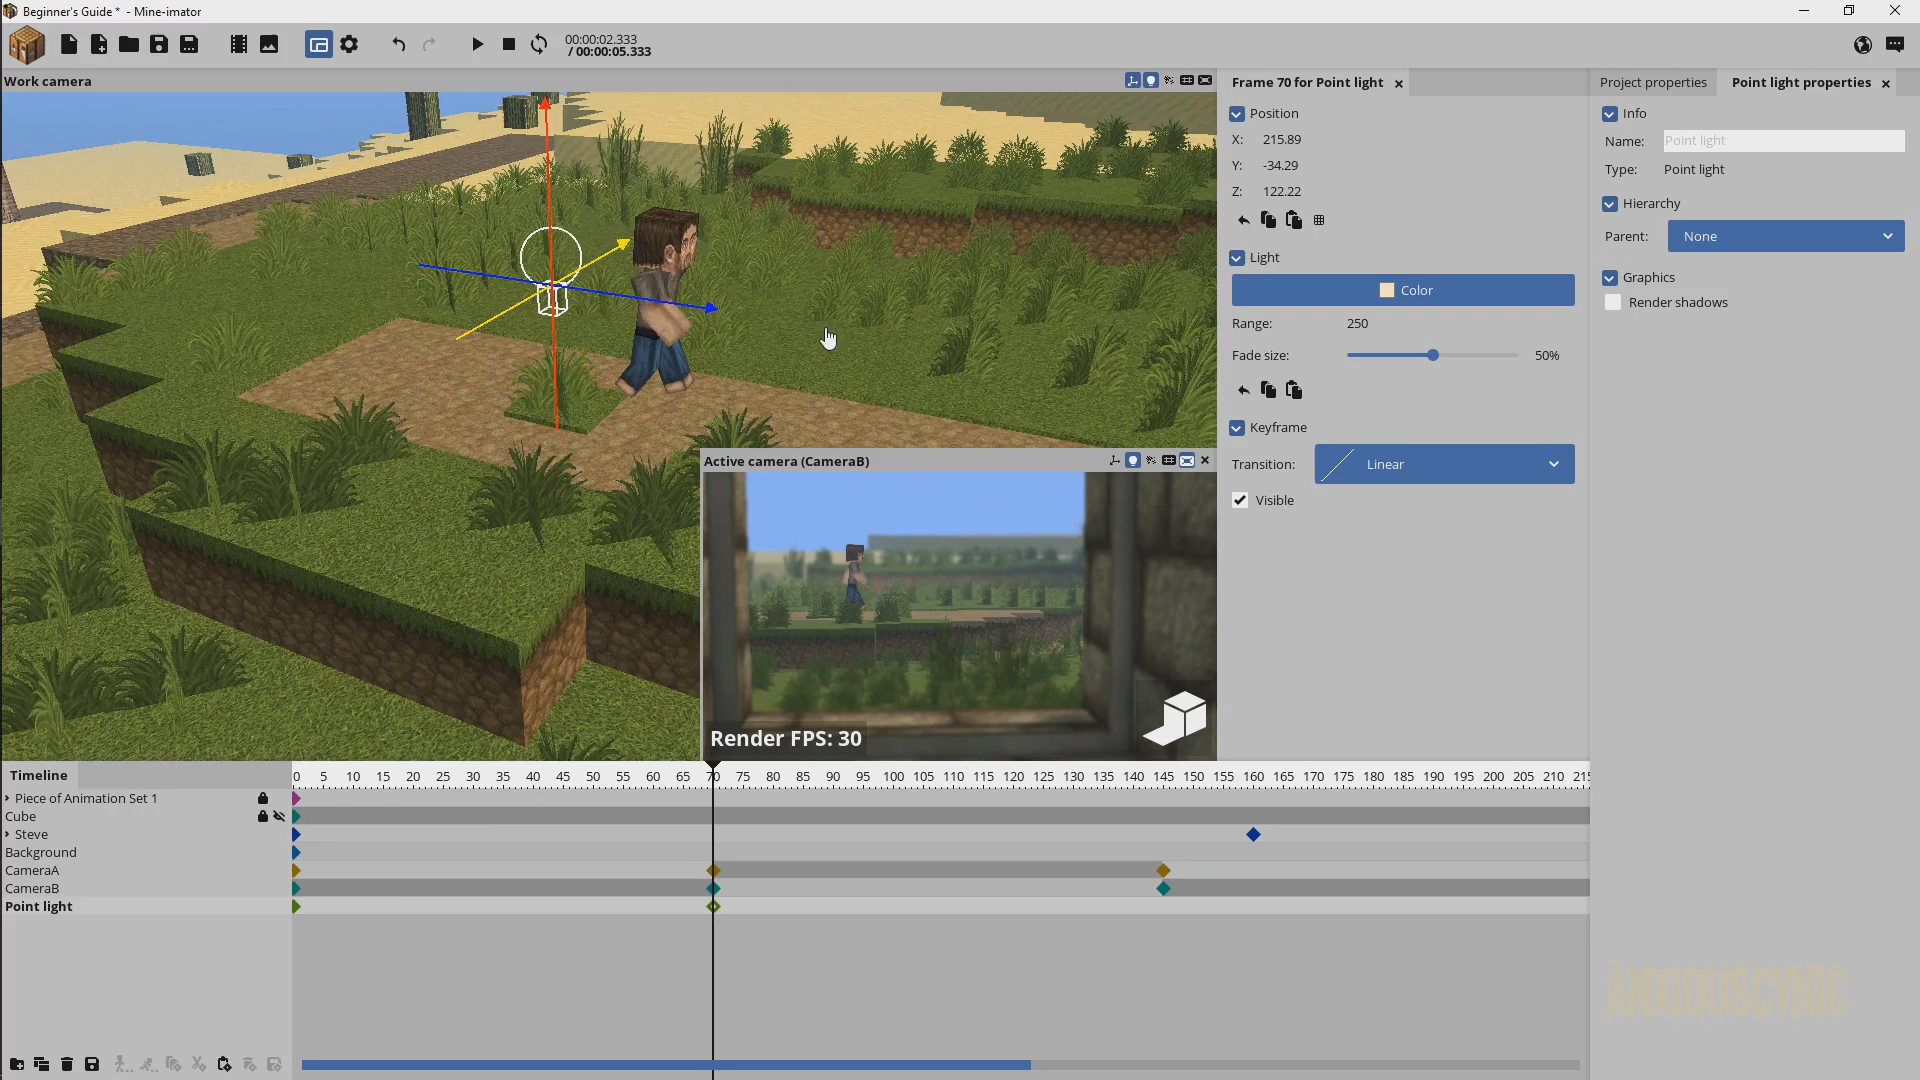 Beginner's Guide * - Mine-imator
00:00:02.333
/ 00:00:05.333
Work camera
Frame 70 for Point light
Position
X: 215.89
Y: -34.29
Z: 122.22
Light
Color
Range: 250
Fade size: 50%
Keyframe
Transition: Linear
Visible
Project properties
Point light properties
Info
Name: Point light
Type: Point light
Hierarchy
Parent: None
Graphics
Render shadows
Active camera (CameraB)
Render FPS: 30
Timeline
0 5 10 15 20 25 30 35 40 45 50 55 60 65 70 75 80 85 90 95 100 105 110 115 120 125 130 135 140 145 150 155 160 165 170 175 180 185 190 195 200 205 210 215
Piece of Animation Set 1
Cube
Steve
Background
CameraA
CameraB
Point light
ANXIOUSCYNIC